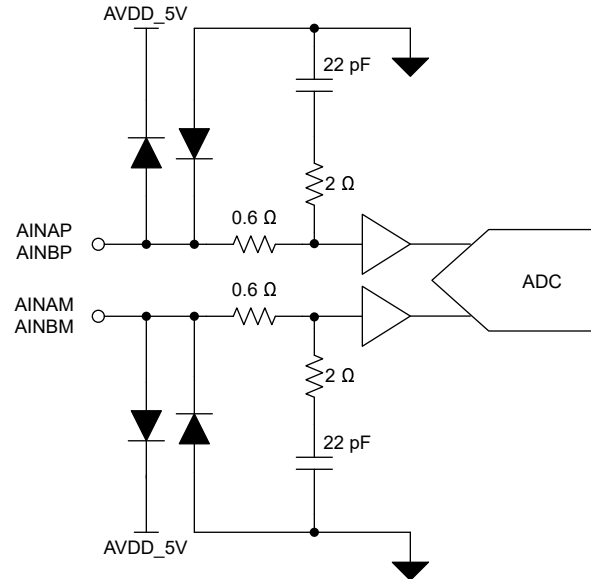 AVDD_5V
22 pF
2 Ω
0.6 Ω
AINAP
AINBP
ADC
0.6 Ω
AINAM
AINBM
2 Ω
22 pF
AVDD_5V